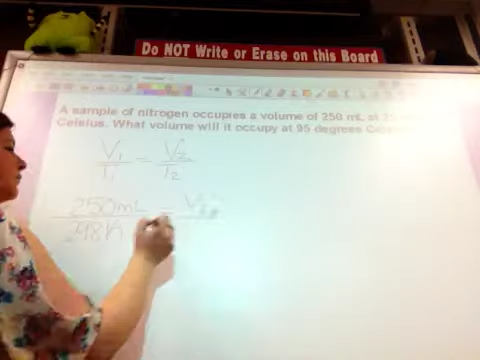 Do NOT Write or Erase on this Board
A sample of nitrogen occupies a volume of 250 mL at 25
Celsius. What volume will it occupy at 95 degrees
V1 = V2
T1 T2
250mL = V2
298K